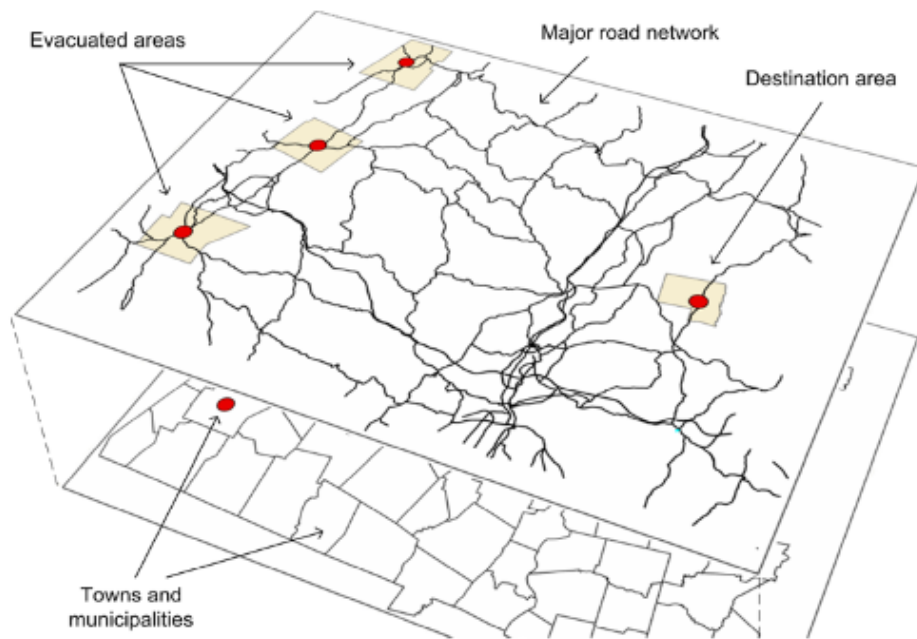 Evacuated areas
Major road network
Destination area
Towns and
municipalities